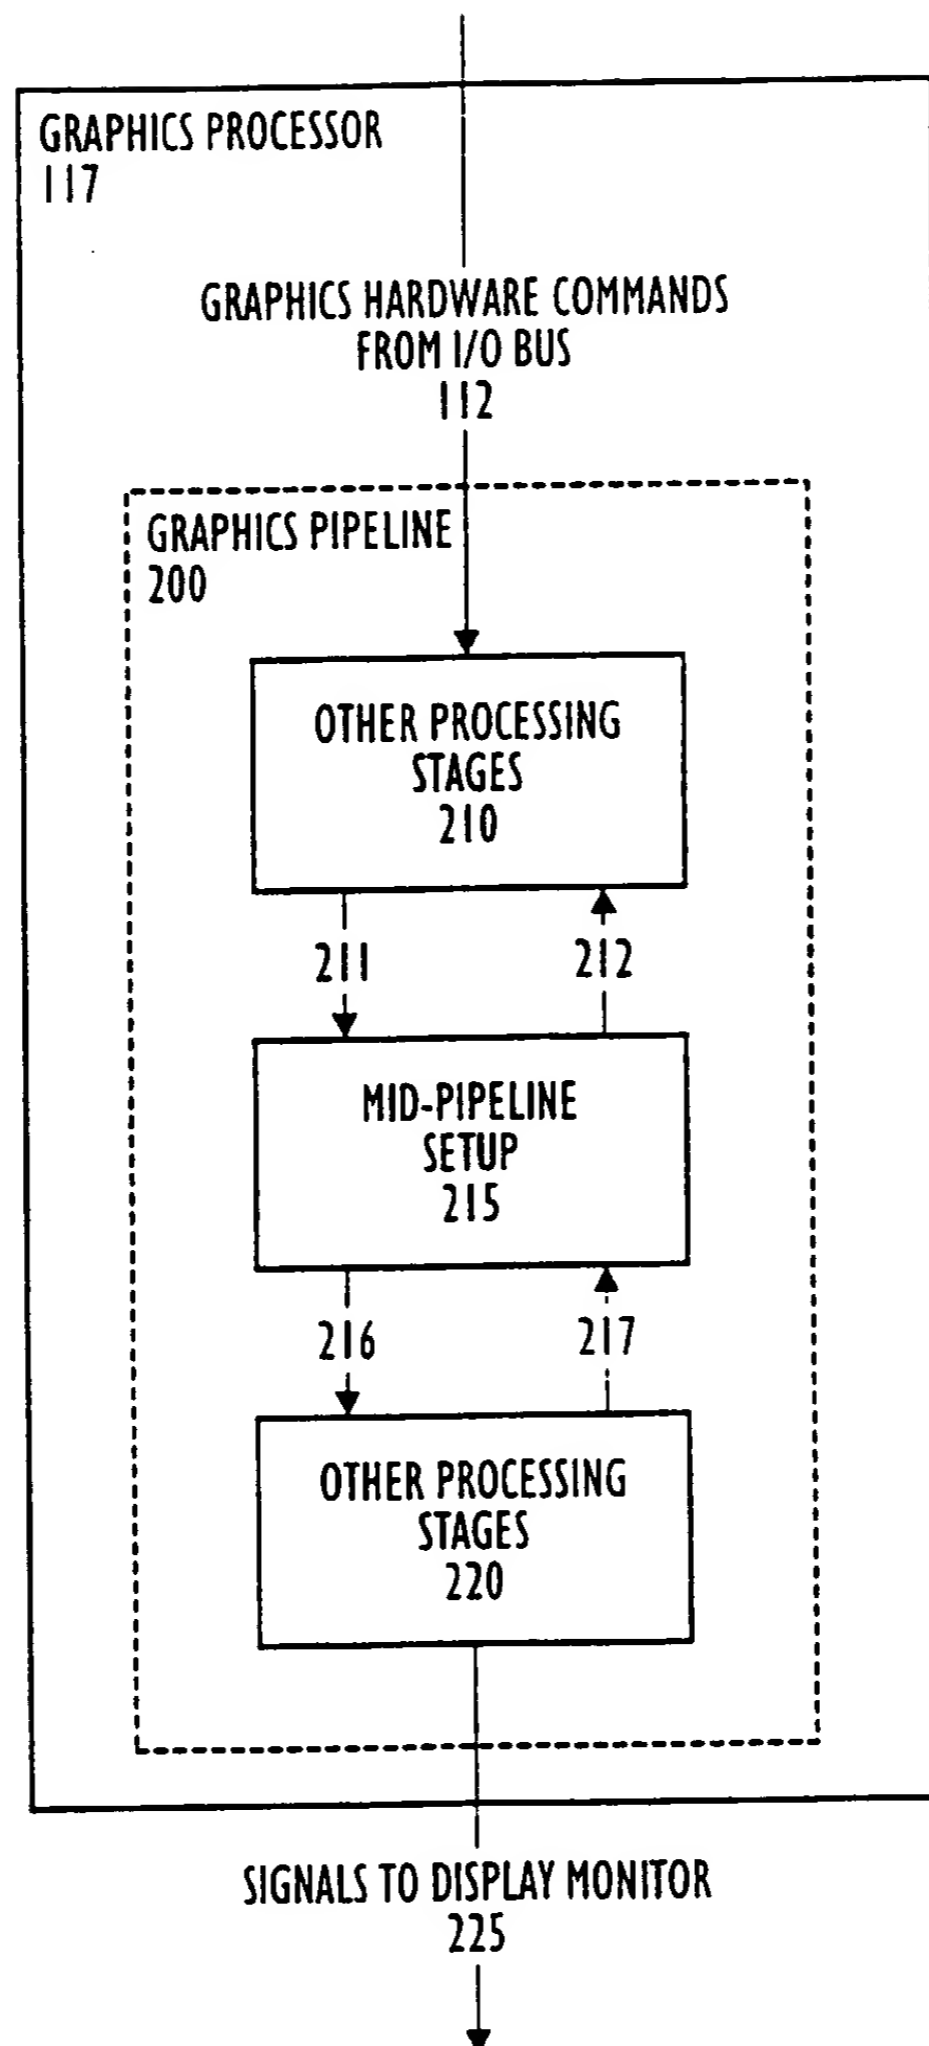 GRAPHICS PROCESSOR
117
GRAPHICS HARDWARE COMMANDS
FROM I/O BUS
112
GRAPHICS PIPELINE
200
OTHER PROCESSING
STAGES
210
211
212
MID-PIPELINE
SETUP
215
216
217
OTHER PROCESSING
STAGES
220
SIGNALS TO DISPLAY MONITOR
225